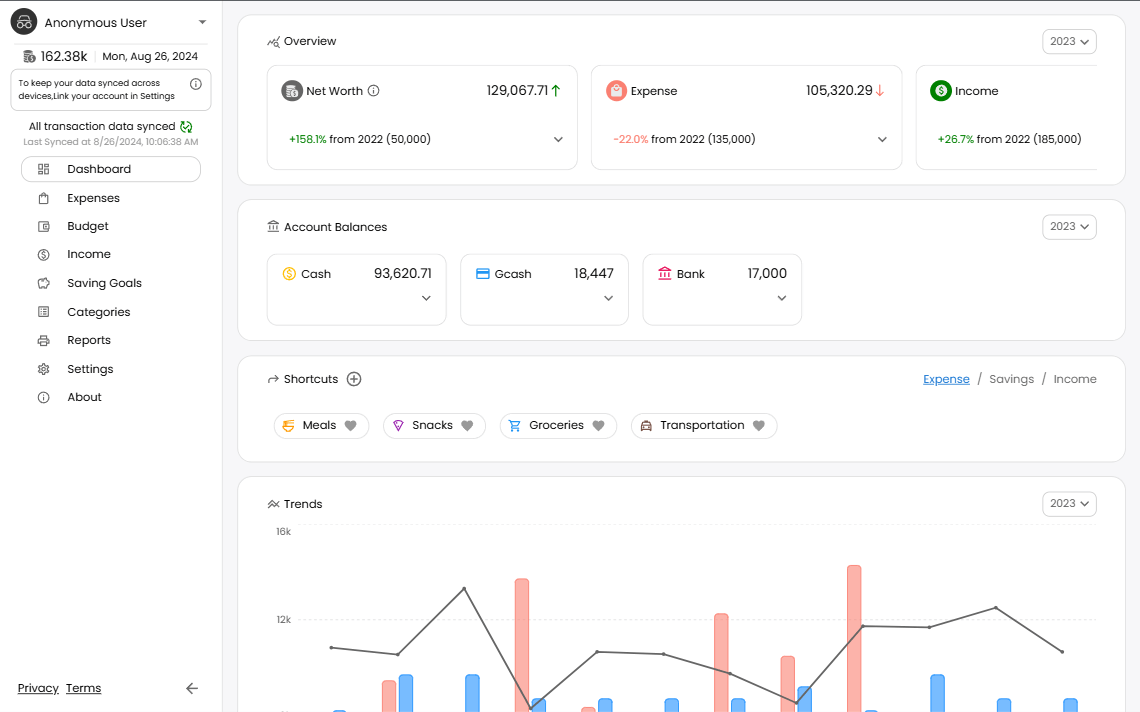 Anonymous User
162.38k Mon, Aug 26, 2024
To keep your data synced across
devices,Link your account in Settings
All transaction data synced
Last Synced at 8/26/2024, 10:06:38 AM
Dashboard
Expenses
Budget
Income
Saving Goals
Categories
Reports
Settings
About
Privacy Terms
Overview 2023
Net Worth 129,067.71
+158.1% from 2022 (50,000)
Expense 105,320.29
-22.0% from 2022 (135,000)
Income
+26.7% from 2022 (185,000)
Account Balances 2023
Cash 93,620.71
Gcash 18,447
Bank 17,000
Shortcuts Expense / Savings / Income
Meals Snacks Groceries Transportation
Trends 2023
16k
12k